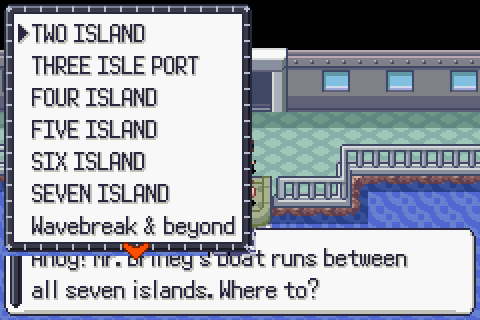 TWO ISLAND
THREE ISLE PORT
FOUR ISLAND
FIVE ISLAND
SIX ISLAND
SEVEN ISLAND
Wavebreak & beyond
Ahoy! Mr. Briney's boat runs between
all seven islands. Where to?